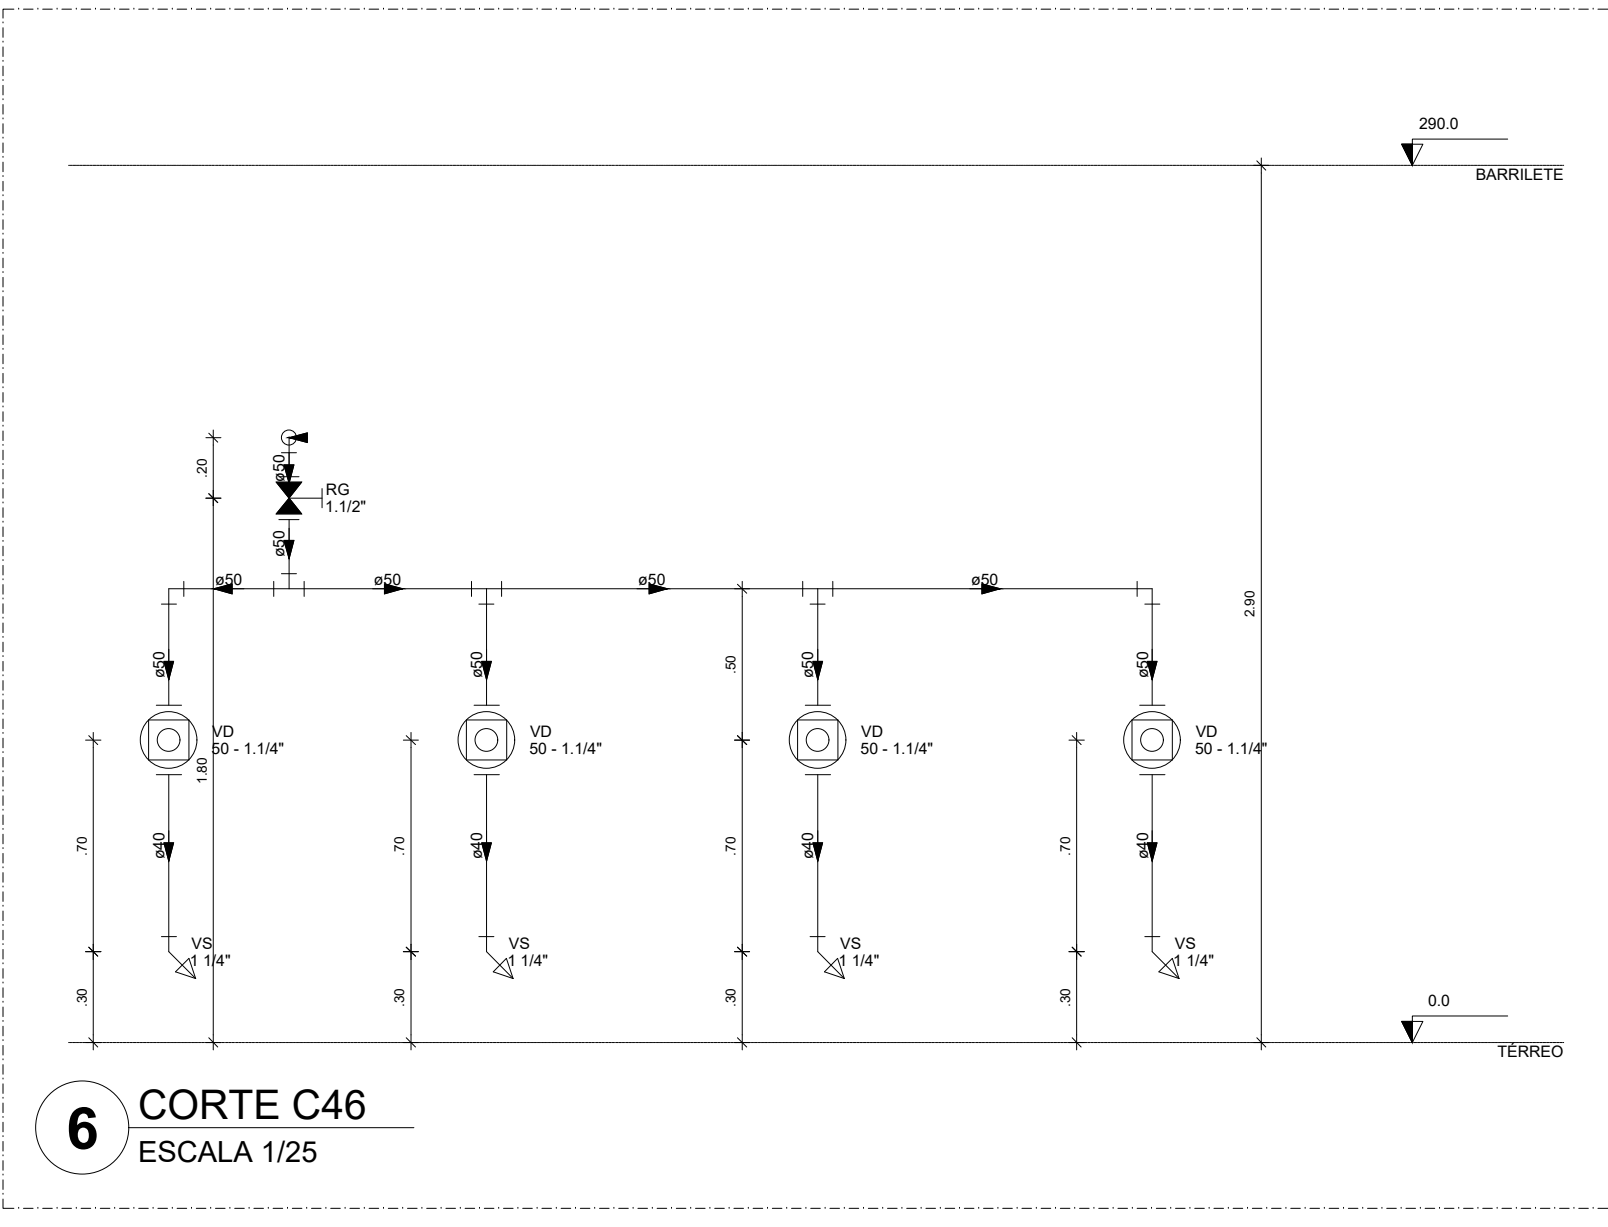 290.0
BARRILETE
.20
ø50
RG
1.1/2"
ø50
ø50
ø50
ø50
ø50
2.90
ø50
ø50
.50
ø50
ø50
VD
50 - 1.1/4"
VD
50 - 1.1/4"
VD
50 - 1.1/4"
VD
50 - 1.1/4"
1.80
.70
ø40
.70
ø40
.70
ø40
.70
ø40
VS
1 1/4"
VS
1 1/4"
VS
1 1/4"
VS
1 1/4"
.30
.30
.30
.30
0.0
TÉRREO
6
CORTE C46
ESCALA 1/25